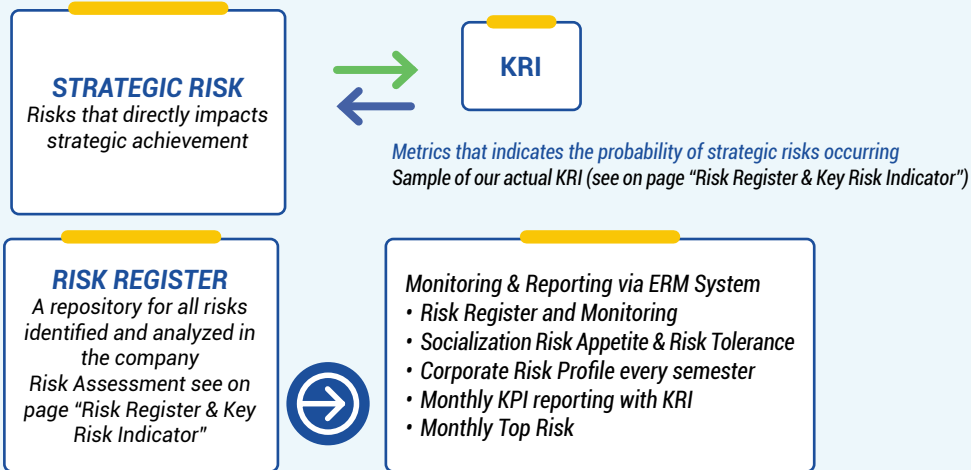 STRATEGIC RISK
Risks that directly impacts
strategic achievement
KRI
Metrics that indicates the probability of strategic risks occurring
Sample of our actual KRI (see on page “Risk Register & Key Risk Indicator”)
RISK REGISTER
A repository for all risks
identified and analyzed in
the company
Risk Assessment see on
page “Risk Register & Key
Risk Indicator”
Monitoring & Reporting via ERM System
• Risk Register and Monitoring
• Socialization Risk Appetite & Risk Tolerance
• Corporate Risk Profile every semester
• Monthly KPI reporting with KRI
• Monthly Top Risk